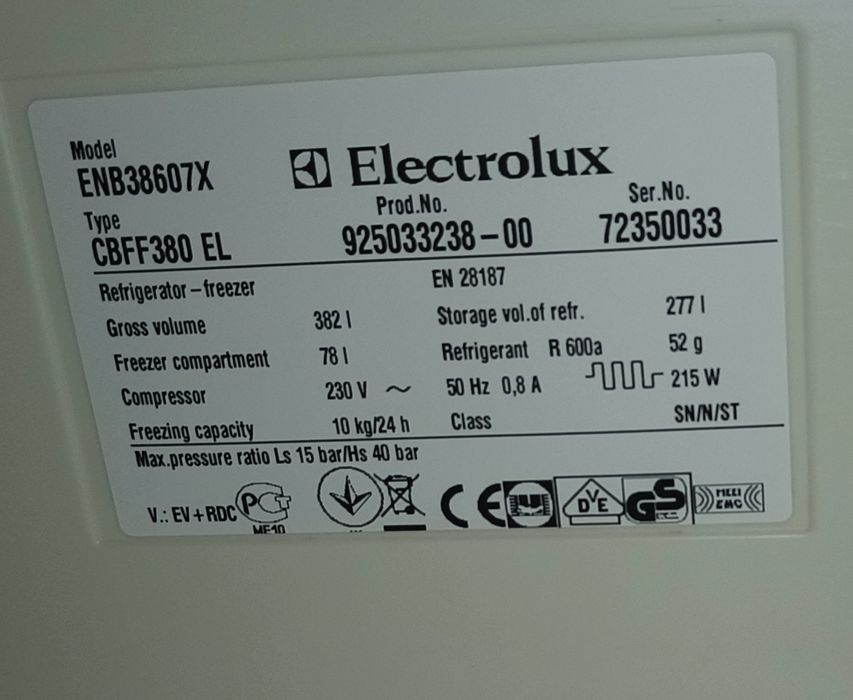 Model
ENB38607X
Electrolux
Type
CBFF380 EL
Prod.No.
925033238-00
Ser.No.
72350033
Refrigerator-freezer EN 28187
Gross volume 382 l Storage vol.of refr. 277 l
Freezer compartment 78 l Refrigerant R 600a 52 g
Compressor 230 V ~ 50 Hz 0,8 A 215 W
Freezing capacity 10 kg/24 h Class SN/N/ST
Max.pressure ratio Ls 15 bar/Hs 40 bar
V.: EV+RDC PCT CE DVE GS
ME10